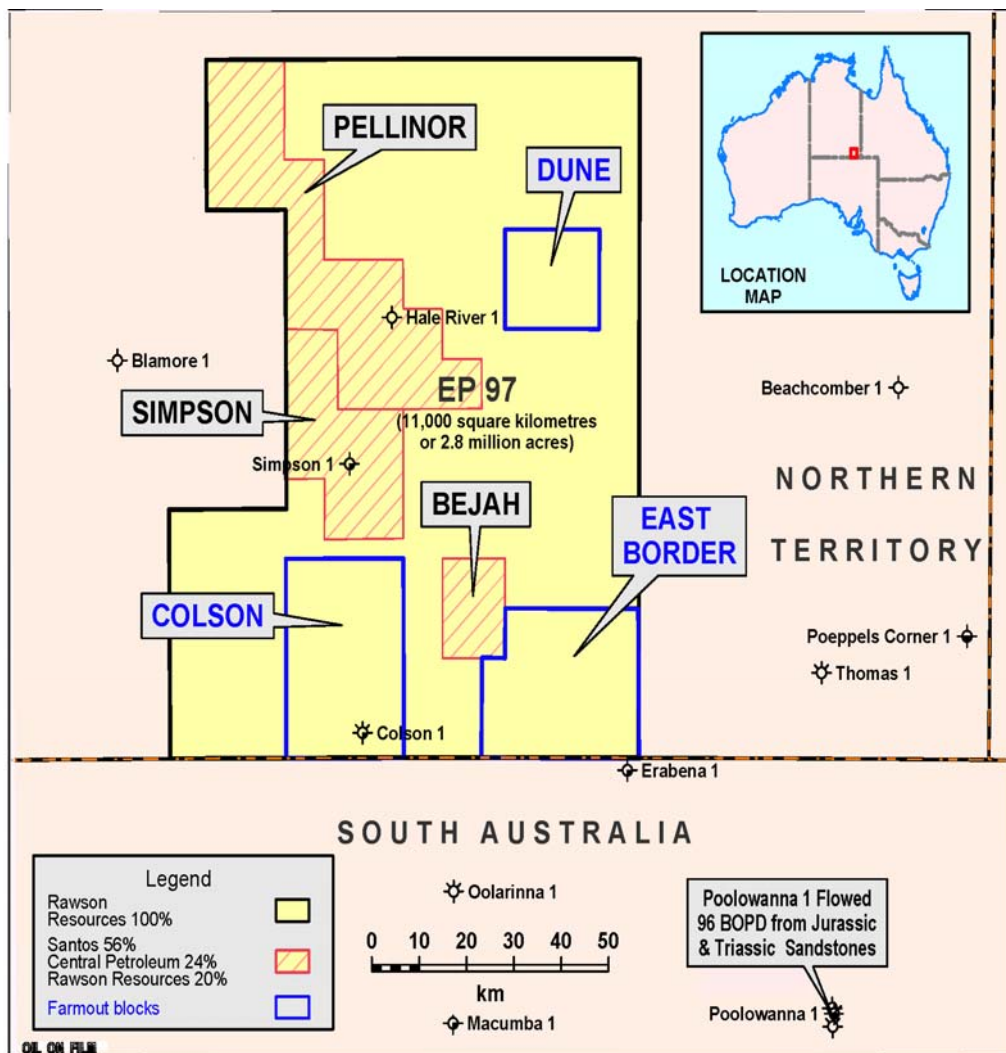 PELLINOR
DUNE
LOCATION
MAP
Hale River 1
Blamore 1
EP 97
(11,000 square kilometres
or 2.8 million acres)
Beachcomber 1
SIMPSON
Simpson 1
BEJAH
EAST
BORDER
NORTHERN
TERRITORY
COLSON
Poeppels Corner 1
Thomas 1
Colson 1
Erabena 1
SOUTH AUSTRALIA
Legend
Rawson
Resources 100%
Santos 56%
Central Petroleum 24%
Rawson Resources 20%
Farmout blocks
Oolarinna 1
0 10 20 30 40 50
km
Macumba 1
Poolowanna 1 Flowed
96 BOPD from Jurassic
& Triassic Sandstones
Poolowanna 1
OIL ON FILM